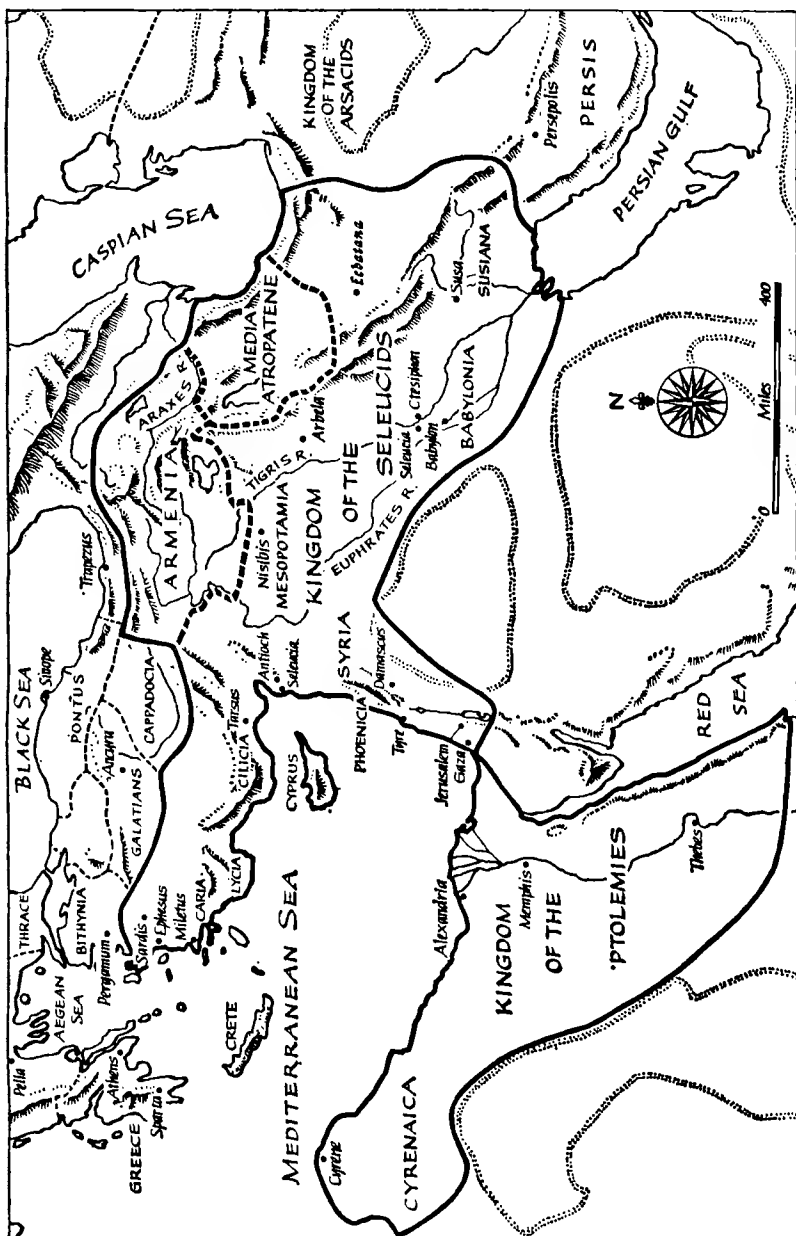 BLACK SEA
CASPIAN SEA
THRACE
BITHYNIA
PONTUS
Sinope
Trapezus
KINGDOM
OF THE
ARSACIDS
Pella
AEGEAN
SEA
Pergamum
GALATIANS
Ancyra
CAPPADOCIA
ARMENIA
ARAXES R.
MEDIA
ATROPATENE
GREECE
Athens
Sparta
Sardis
Ephesus
Miletus
CARIA
LYCIA
CILICIA
Tarsus
Antioch
Seleucia
Nisibis
MESOPOTAMIA
TIGRIS R.
Arbela
Ecbatana
CRETE
CYPRUS
KINGDOM
OF THE
SELEUCIDS
EUPHRATES R.
SYRIA
PHOENICIA
Damascus
Tyre
Seleucia
Ctesiphon
Babylon
BABYLONIA
Susa
SUSIANA
Persepolis
PERSIS
PERSIAN GULF
MEDITERRANEAN SEA
Jerusalem
Gaza
Cyrene
CYRENAICA
Alexandria
Memphis
KINGDOM
OF THE
PTOLEMIES
Thebes
RED
SEA
N
0
400
Miles